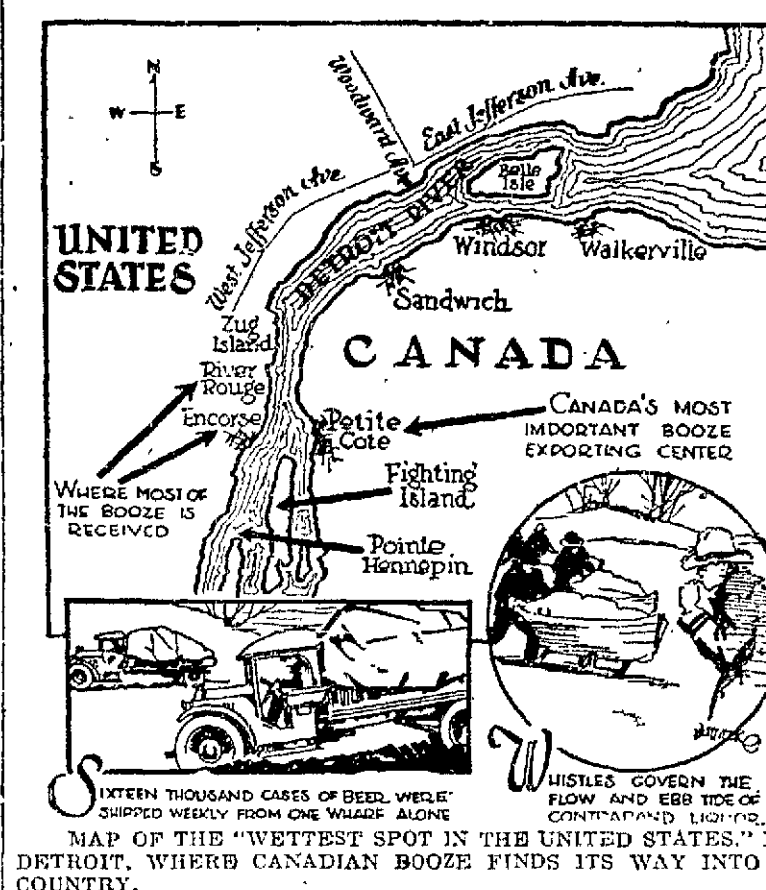 N
W E
S
Woodward Ave.
East Jefferson Ave.
West Jefferson Ave.
DETROIT RIVER
Belle
Isle
UNITED
STATES
Windsor
Walkerville
Sandwich
Zug
Island
CANADA
River
Rouge
Encorse
Petite
Cote
CANADA'S MOST
IMPORTANT BOOZE
EXPORTING CENTER
WHERE MOST OF
THE BOOZE IS
RECEIVED
Fighting
Island
Pointe
Hennepin
SIXTEEN THOUSAND CASES OF BEER WERE
SHIPPED WEEKLY FROM ONE WHARF ALONE
WHISTLES GOVERN THE
FLOW AND EBB TIDE OF
CONTRABAND LIQUOR.
MAP OF THE "WETTEST SPOT IN THE UNITED STATES,"
DETROIT, WHERE CANADIAN BOOZE FINDS ITS WAY INTO
COUNTRY.